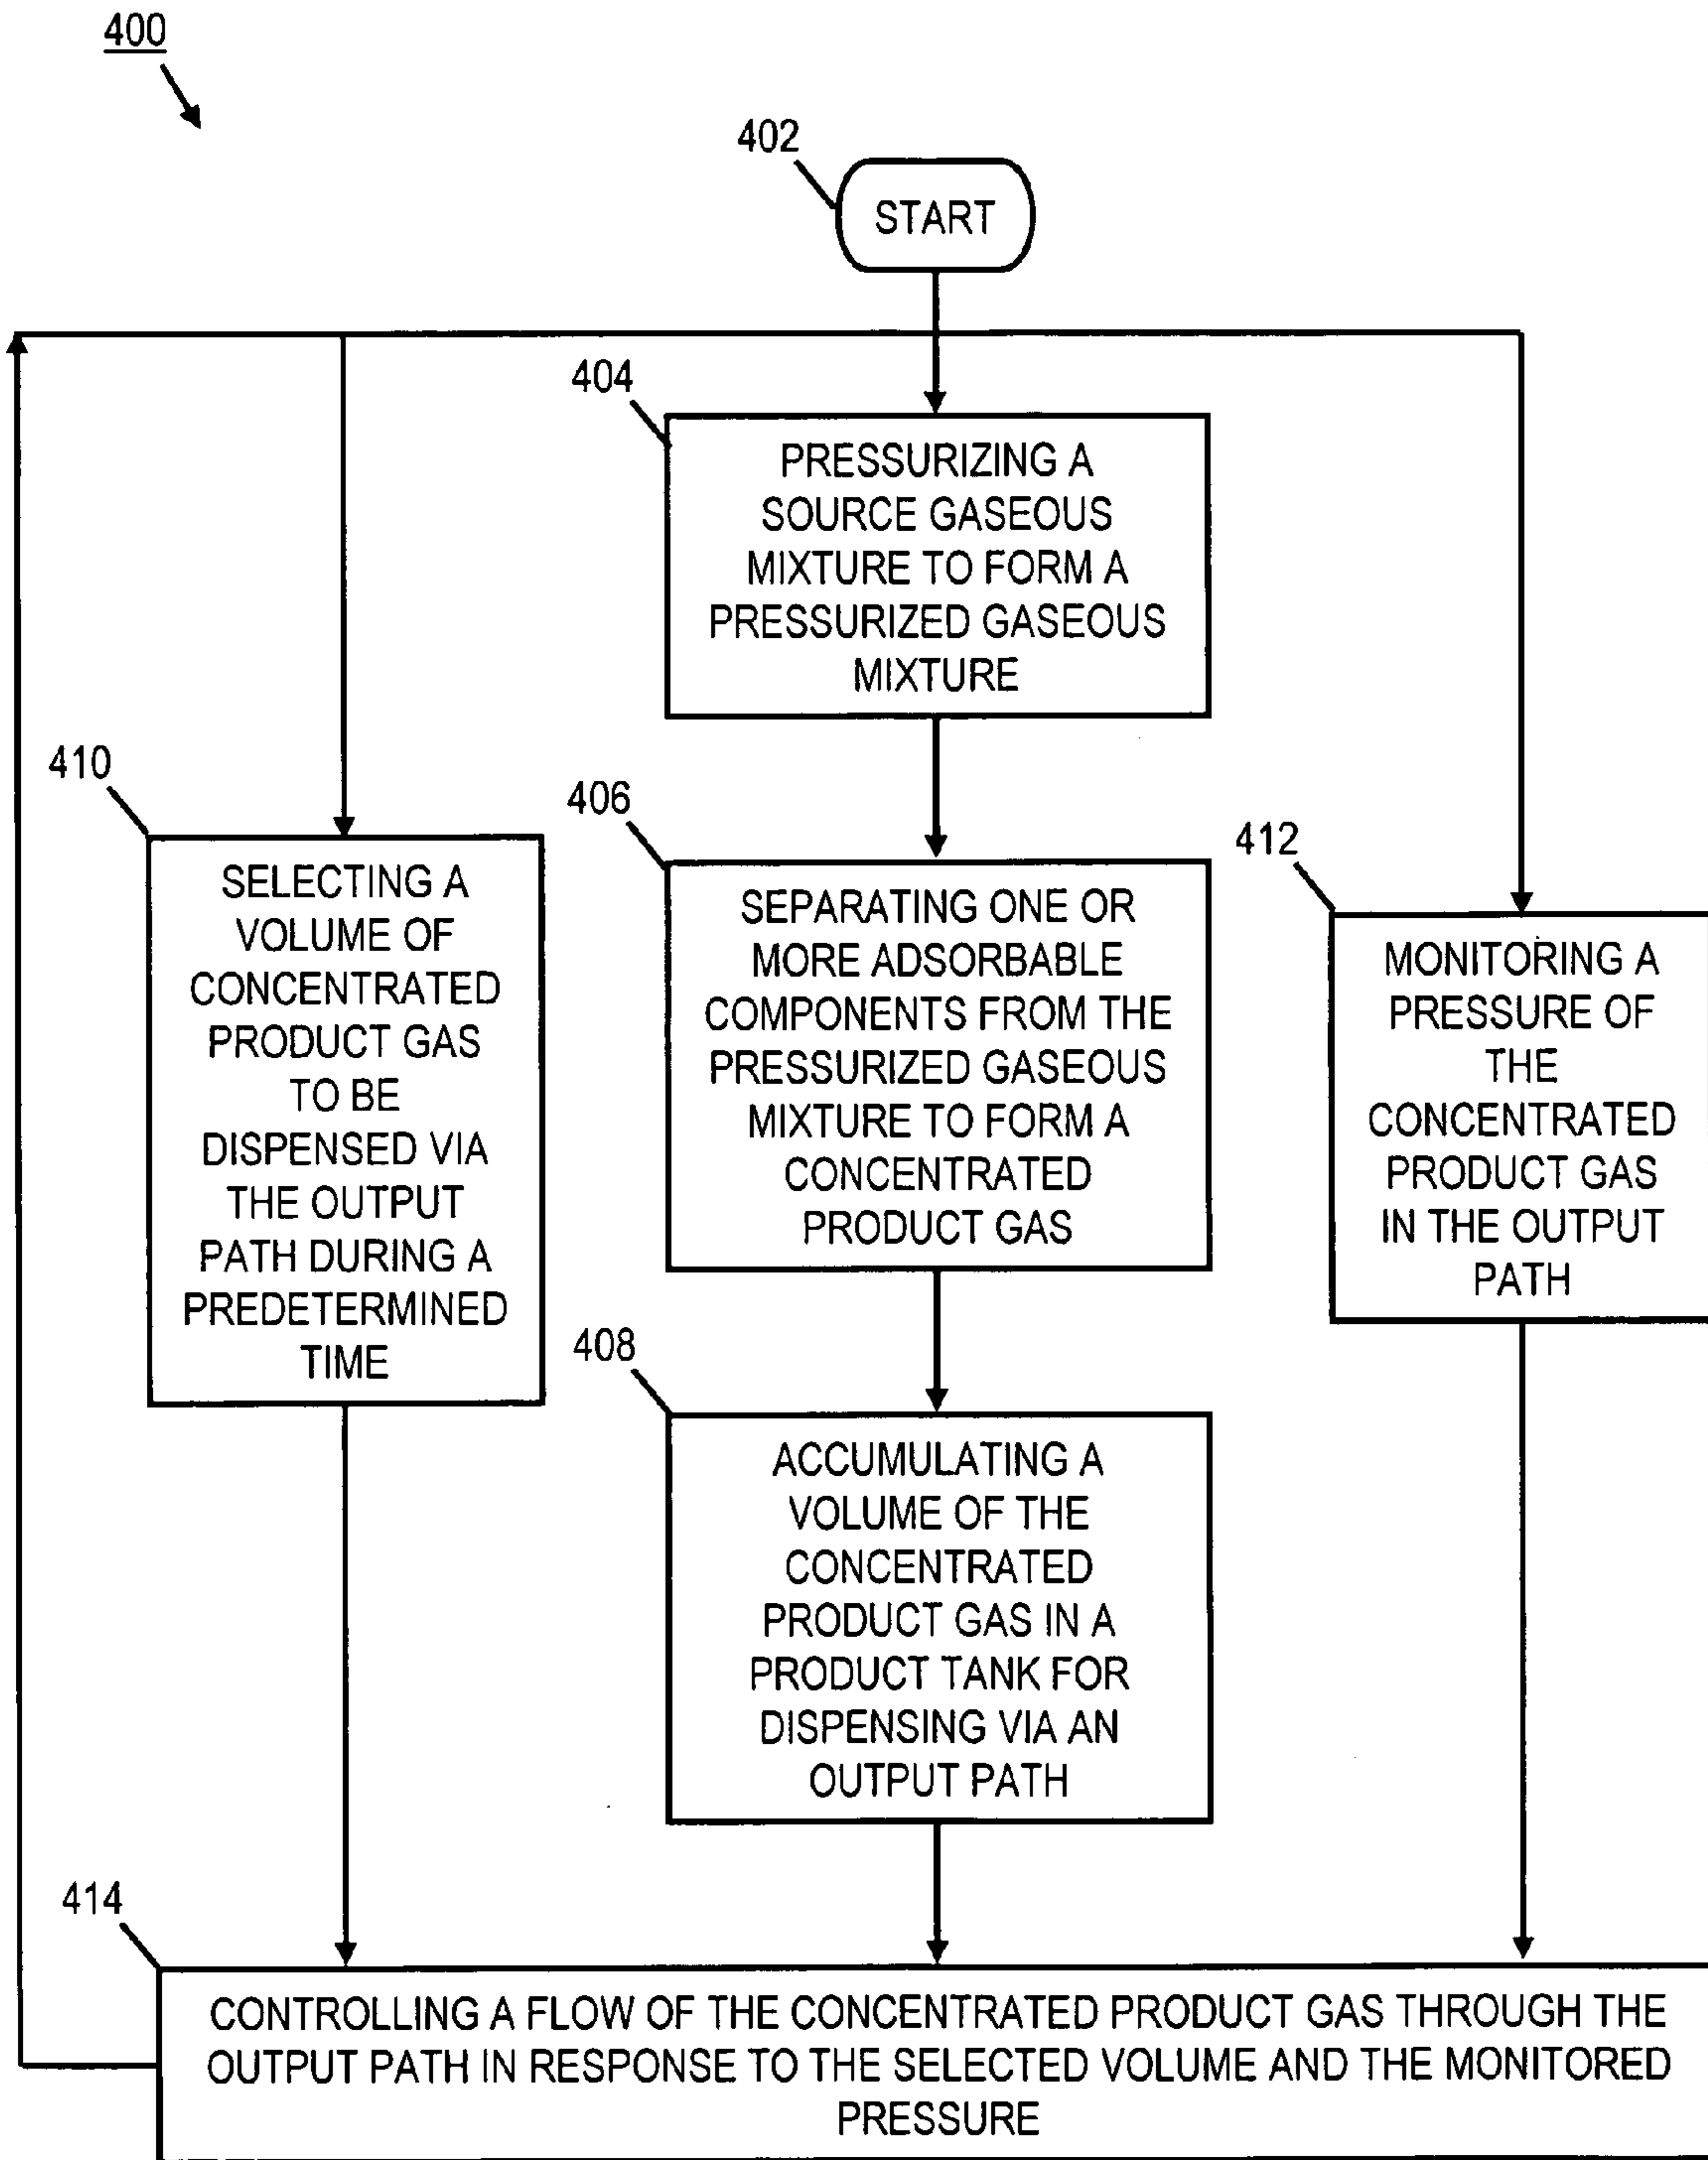 400
402
START
404
PRESSURIZING A
SOURCE GASEOUS
MIXTURE TO FORM A
PRESSURIZED GASEOUS
MIXTURE
410
SELECTING A
VOLUME OF
CONCENTRATED
PRODUCT GAS
TO BE
DISPENSED VIA
THE OUTPUT
PATH DURING A
PREDETERMINED
TIME
406
SEPARATING ONE OR
MORE ADSORBABLE
COMPONENTS FROM THE
PRESSURIZED GASEOUS
MIXTURE TO FORM A
CONCENTRATED
PRODUCT GAS
412
MONITORING A
PRESSURE OF
THE
CONCENTRATED
PRODUCT GAS
IN THE OUTPUT
PATH
408
ACCUMULATING A
VOLUME OF THE
CONCENTRATED
PRODUCT GAS IN A
PRODUCT TANK FOR
DISPENSING VIA AN
OUTPUT PATH
414
CONTROLLING A FLOW OF THE CONCENTRATED PRODUCT GAS THROUGH THE
OUTPUT PATH IN RESPONSE TO THE SELECTED VOLUME AND THE MONITORED
PRESSURE